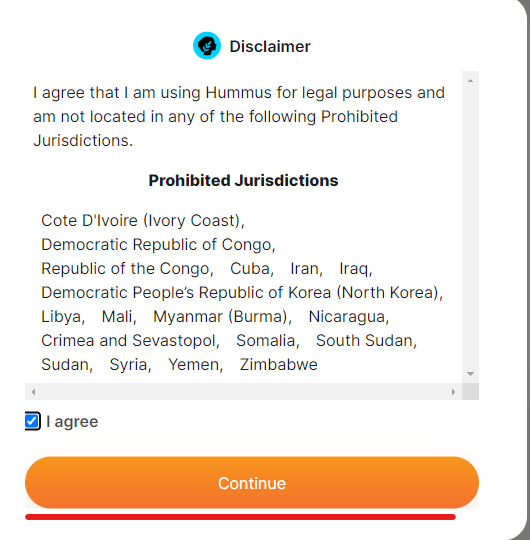 Disclaimer
I agree that I am using Hummus for legal purposes and
am not located in any of the following Prohibited
Jurisdictions.
Prohibited Jurisdictions
Cote D'Ivoire (Ivory Coast),
Democratic Republic of Congo,
Republic of the Congo, Cuba, Iran, Iraq,
Democratic People’s Republic of Korea (North Korea),
Libya, Mali, Myanmar (Burma), Nicaragua,
Crimea and Sevastopol, Somalia, South Sudan,
Sudan, Syria, Yemen, Zimbabwe
I agree
Continue